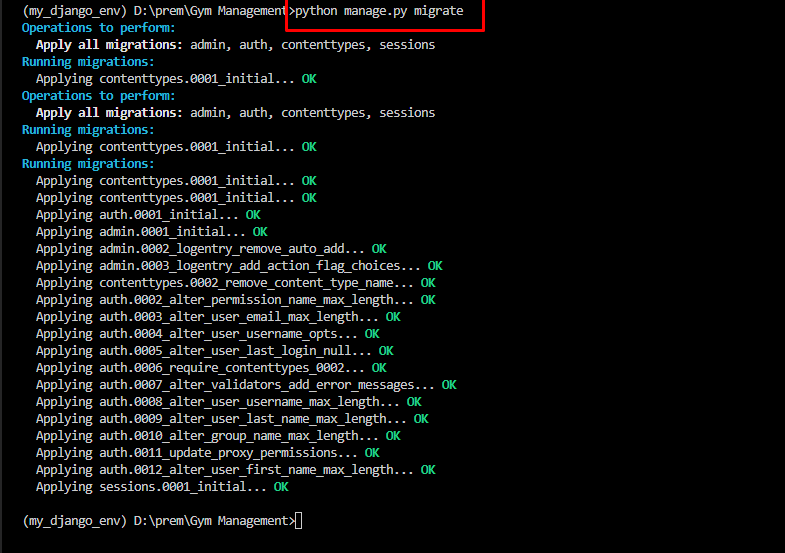 (my_django_env) D:\prem\Gym Management>python manage.py migrate
Operations to perform:
  Apply all migrations: admin, auth, contenttypes, sessions
Running migrations:
  Applying contenttypes.0001_initial... OK
Operations to perform:
  Apply all migrations: admin, auth, contenttypes, sessions
Running migrations:
  Applying contenttypes.0001_initial... OK
Running migrations:
  Applying contenttypes.0001_initial... OK
  Applying contenttypes.0001_initial... OK
  Applying auth.0001_initial... OK
  Applying admin.0001_initial... OK
  Applying admin.0002_logentry_remove_auto_add... OK
  Applying admin.0003_logentry_add_action_flag_choices... OK
  Applying contenttypes.0002_remove_content_type_name... OK
  Applying auth.0002_alter_permission_name_max_length... OK
  Applying auth.0003_alter_user_email_max_length... OK
  Applying auth.0004_alter_user_username_opts... OK
  Applying auth.0005_alter_user_last_login_null... OK
  Applying auth.0006_require_contenttypes_0002... OK
  Applying auth.0007_alter_validators_add_error_messages... OK
  Applying auth.0008_alter_user_username_max_length... OK
  Applying auth.0009_alter_user_last_name_max_length... OK
  Applying auth.0010_alter_group_name_max_length... OK
  Applying auth.0011_update_proxy_permissions... OK
  Applying auth.0012_alter_user_first_name_max_length... OK
  Applying sessions.0001_initial... OK
(my_django_env) D:\prem\Gym Management>